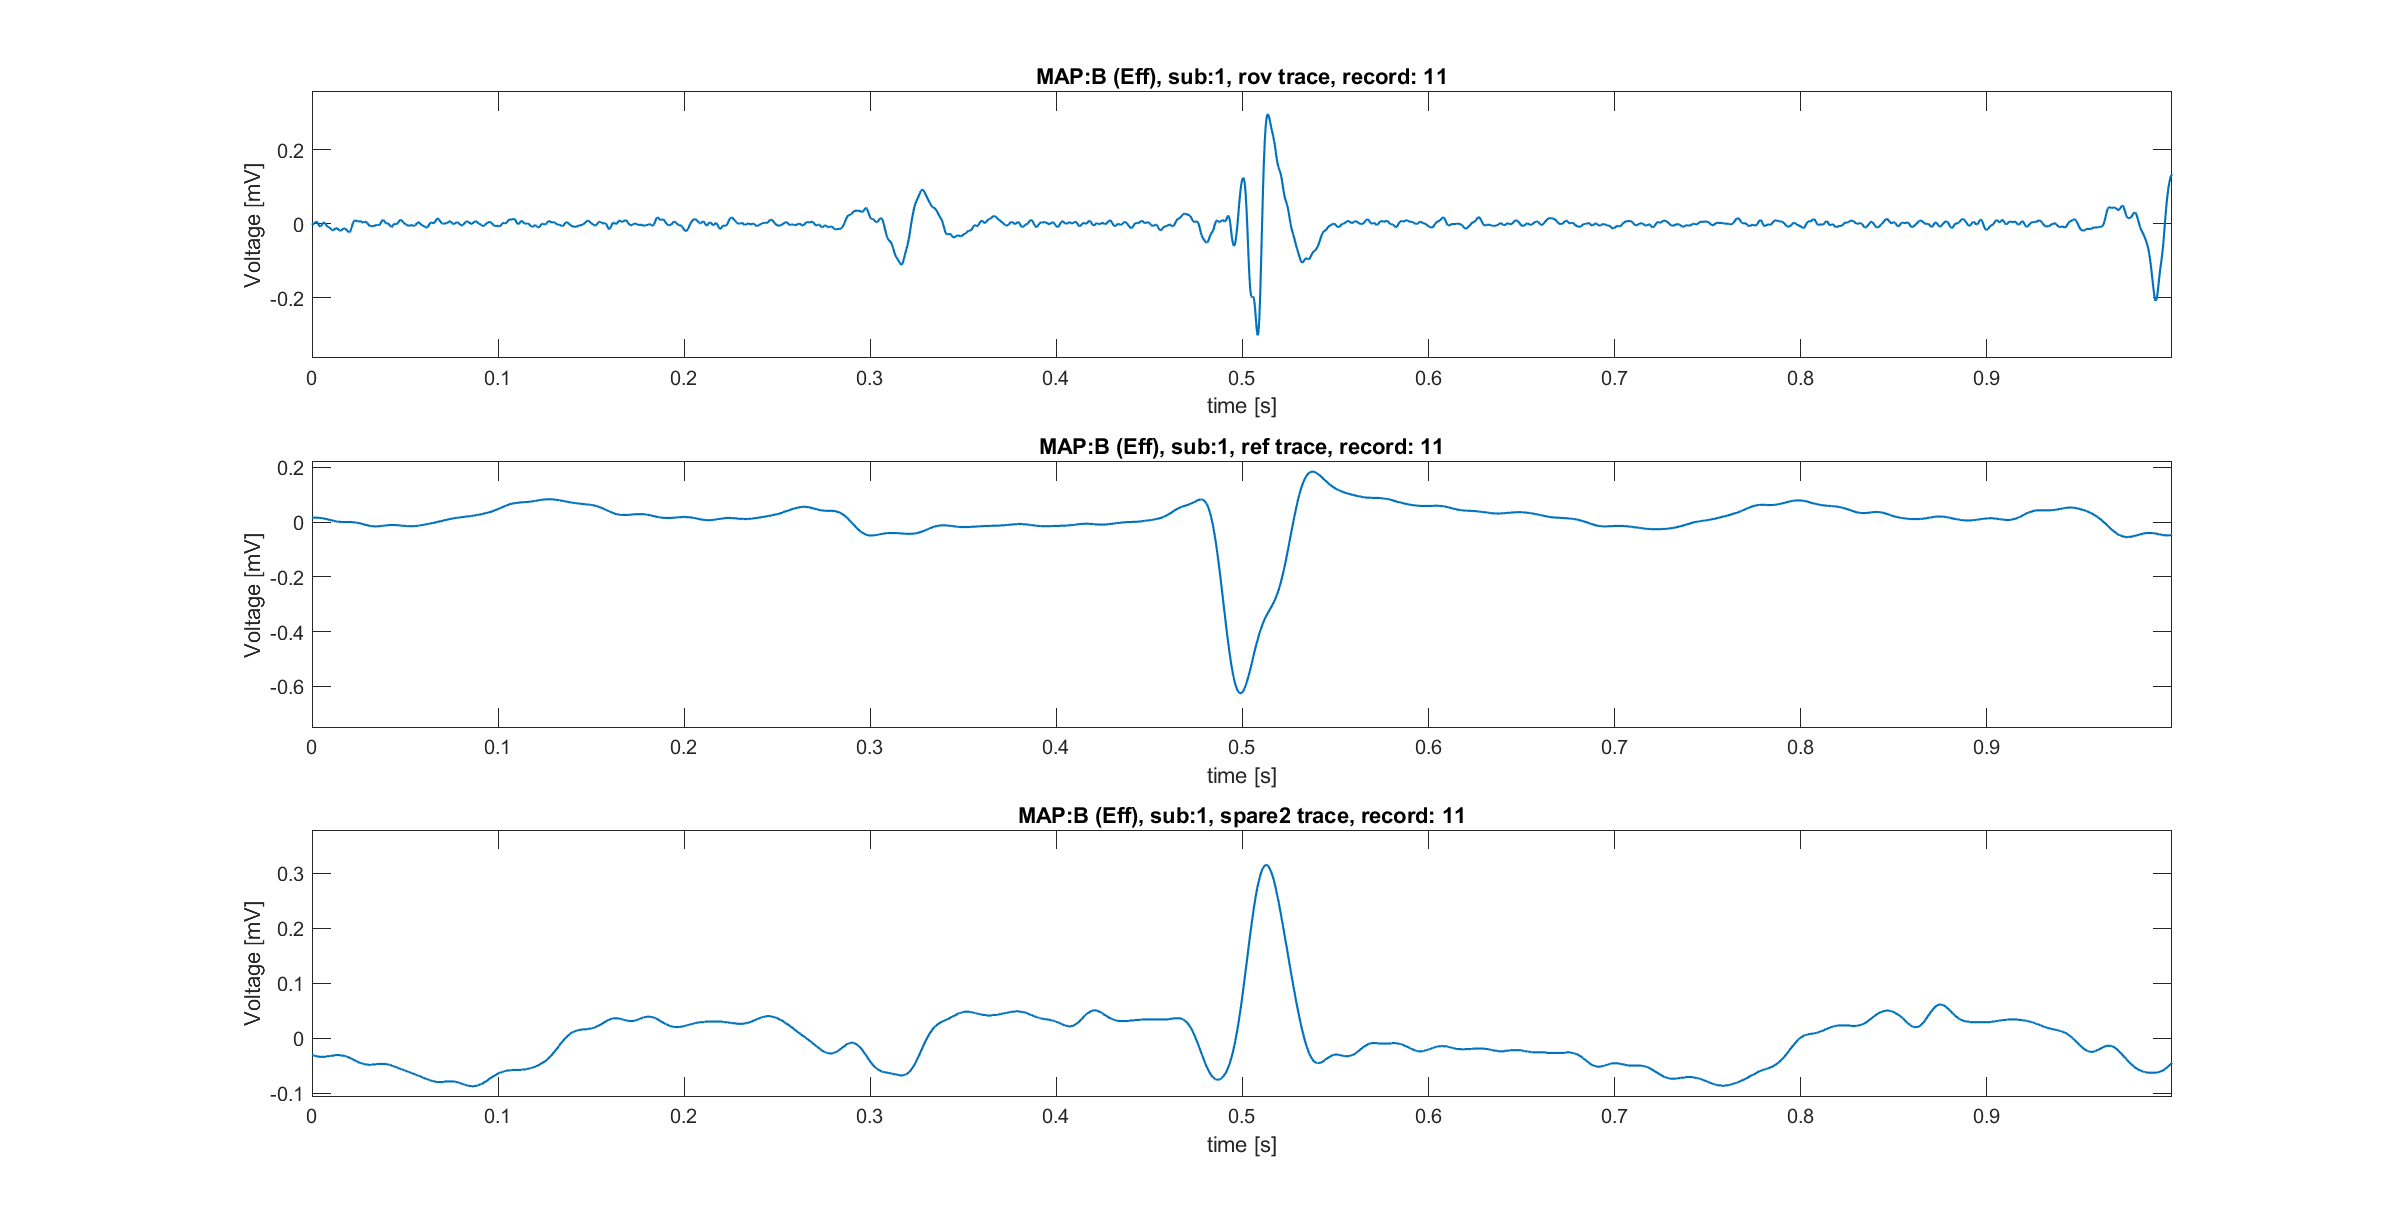 MAP:B (Eff), sub:1, rov trace, record: 11
Voltage [mV]
0.2
0
-0.2
0 0.1 0.2 0.3 0.4 0.5 0.6 0.7 0.8 0.9
time [s]
MAP:B (Eff), sub:1, ref trace, record: 11
Voltage [mV]
0.2
0
-0.2
-0.4
-0.6
0 0.1 0.2 0.3 0.4 0.5 0.6 0.7 0.8 0.9
time [s]
MAP:B (Eff), sub:1, spare2 trace, record: 11
Voltage [mV]
0.3
0.2
0.1
0
-0.1
0 0.1 0.2 0.3 0.4 0.5 0.6 0.7 0.8 0.9
time [s]